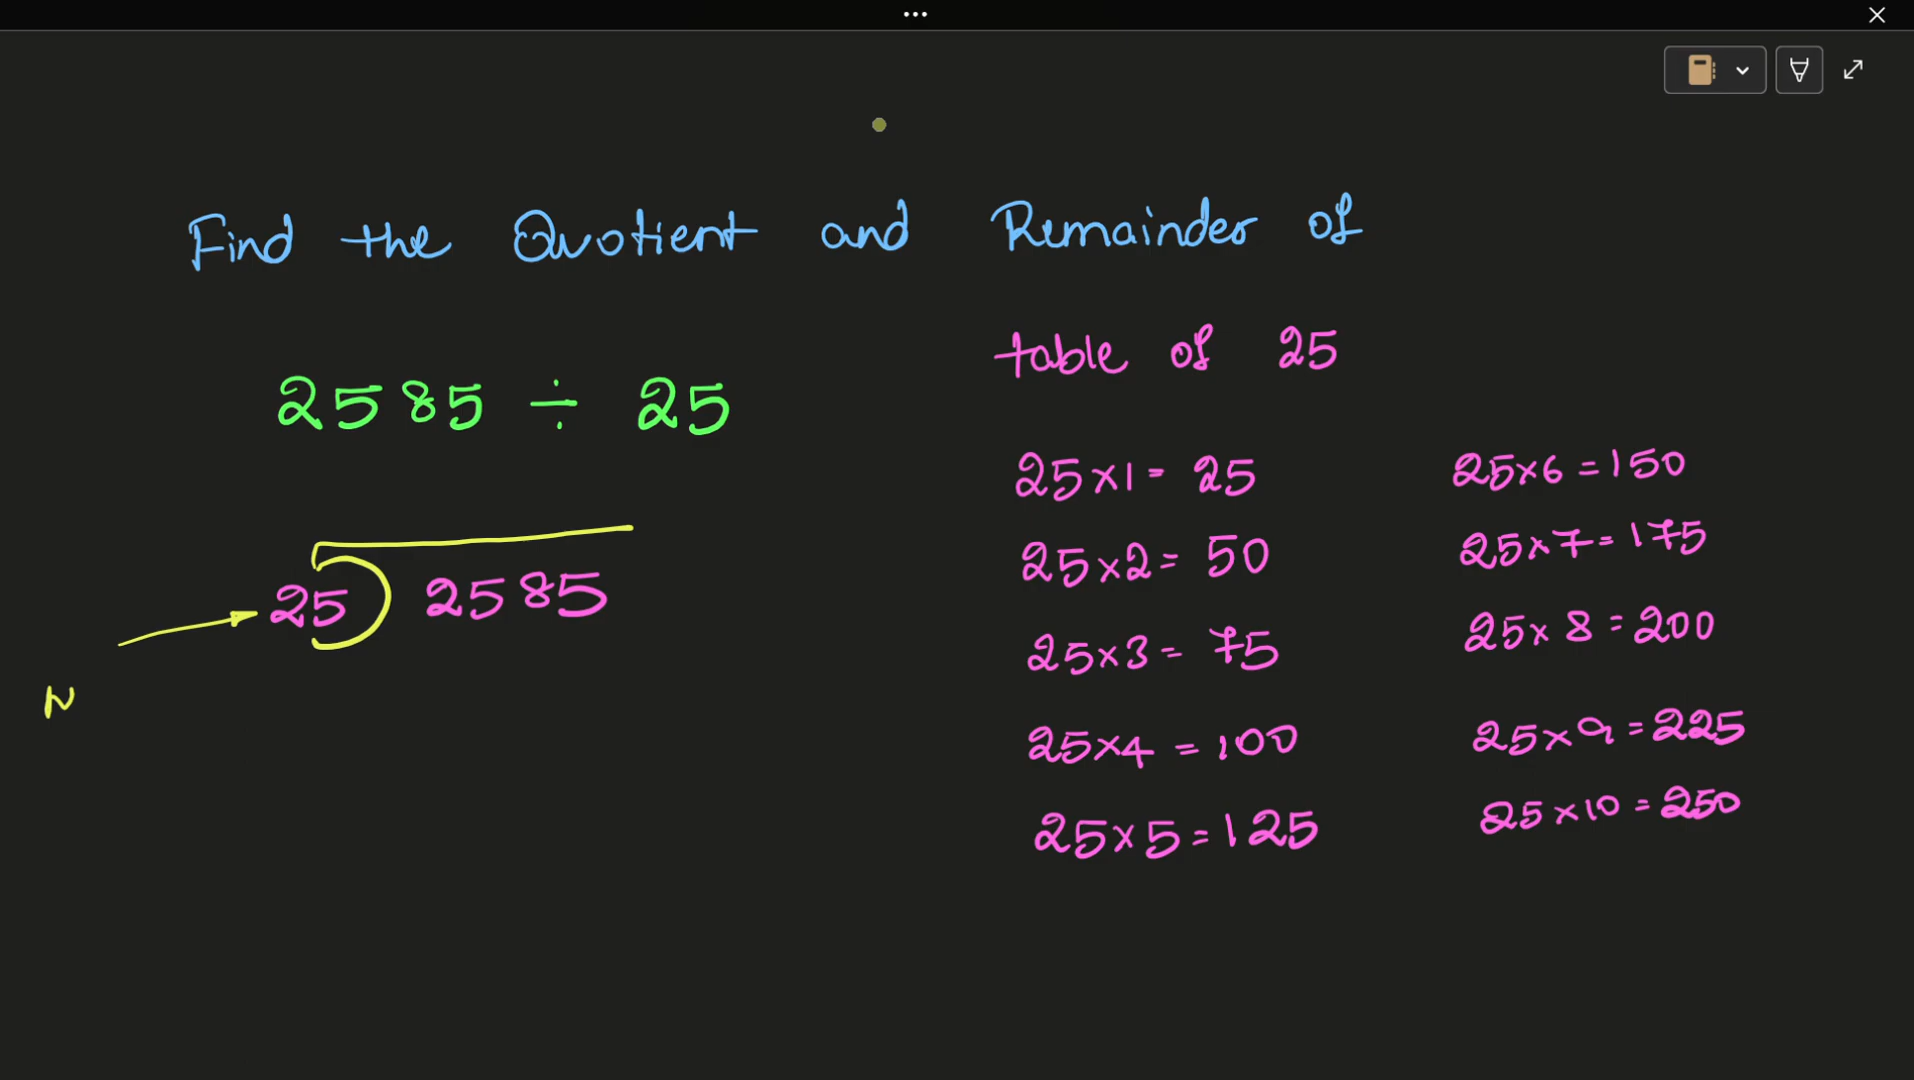 Find the Quotient and Remainder of
2585 ÷ 25
25) 2585
N
table of 25
25×1= 25
25×2= 50
25×3= 75
25×4 =100
25×5=125
25×6 =150
25×7=175
25×8=200
25×9=225
25×10=250